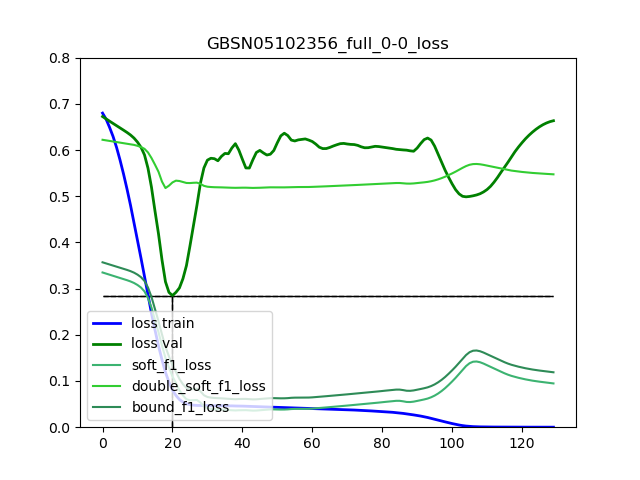 GBSN05102356_full_0-0_loss
0.8
0.7
0.6
0.5
0.4
0.3
0.2
0.1
0.0
loss train
loss val
soft_f1_loss
double_soft_f1_loss
bound_f1_loss
0 20 40 60 80 100 120